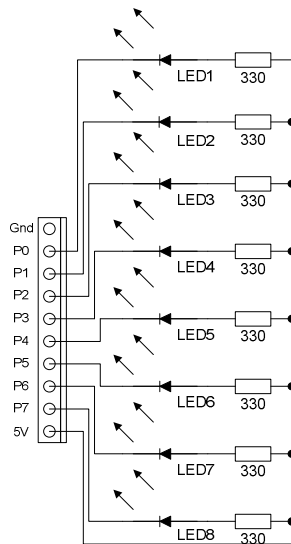 LED1 330
LED2 330
LED3 330
Gnd
P0
LED4 330
P1
P2
P3
LED5 330
P4
P5
P6
LED6 330
P7
5V
LED7 330
LED8 330